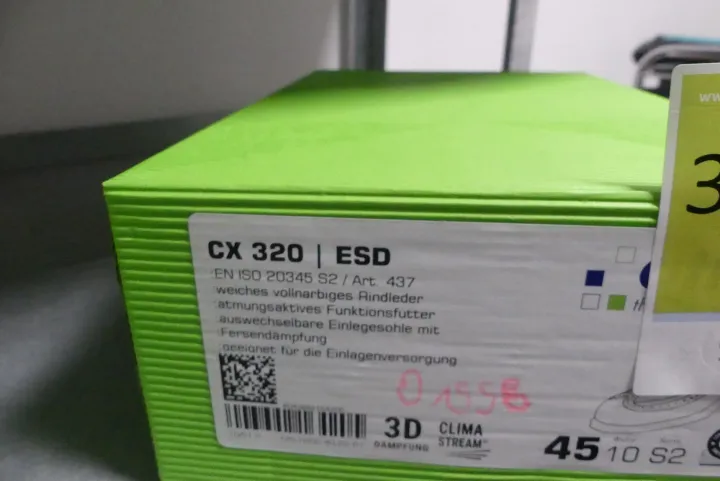 CX 320 | ESD
EN ISO 20345 S2 / Art. 437
weiches vollnarbiges Rindleder
atmungsaktives Funktionsfutter
auswechselbare Einlegesohle mit
Fersendämpfung
geeignet für die Einlagenversorgung
3D
DÄMPFUNG
CLIMA
STREAM
45 10 S2
3